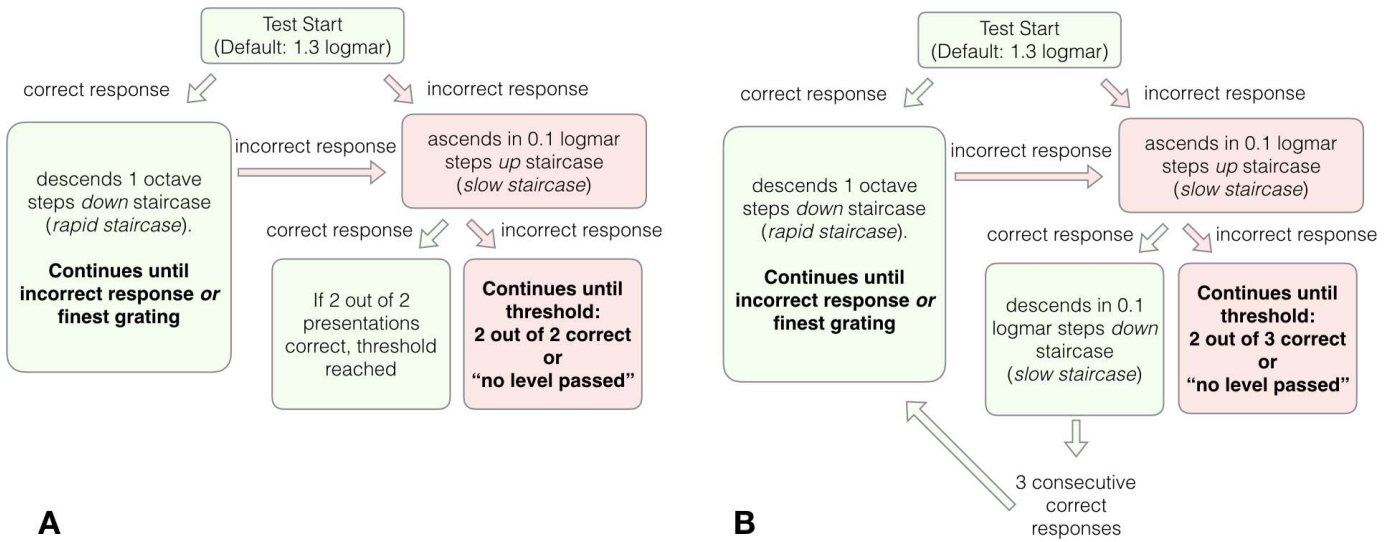 Test Start
(Default: 1.3 logmar)
correct response
incorrect response
descends 1 octave
steps down staircase
(rapid staircase).
Continues until
incorrect response or
finest grating
incorrect response
ascends in 0.1 logmar
steps up staircase
(slow staircase)
correct response
incorrect response
If 2 out of 2
presentations
correct, threshold
reached
Continues until
threshold:
2 out of 2 correct
or
“no level passed”
A
Test Start
(Default: 1.3 logmar)
correct response
incorrect response
descends 1 octave
steps down staircase
(rapid staircase).
Continues until
incorrect response or
finest grating
incorrect response
ascends in 0.1 logmar
steps up staircase
(slow staircase)
correct response
incorrect response
descends in 0.1
logmar steps down
staircase
(slow staircase)
Continues until
threshold:
2 out of 3 correct
or
“no level passed”
3 consecutive
correct
responses
B